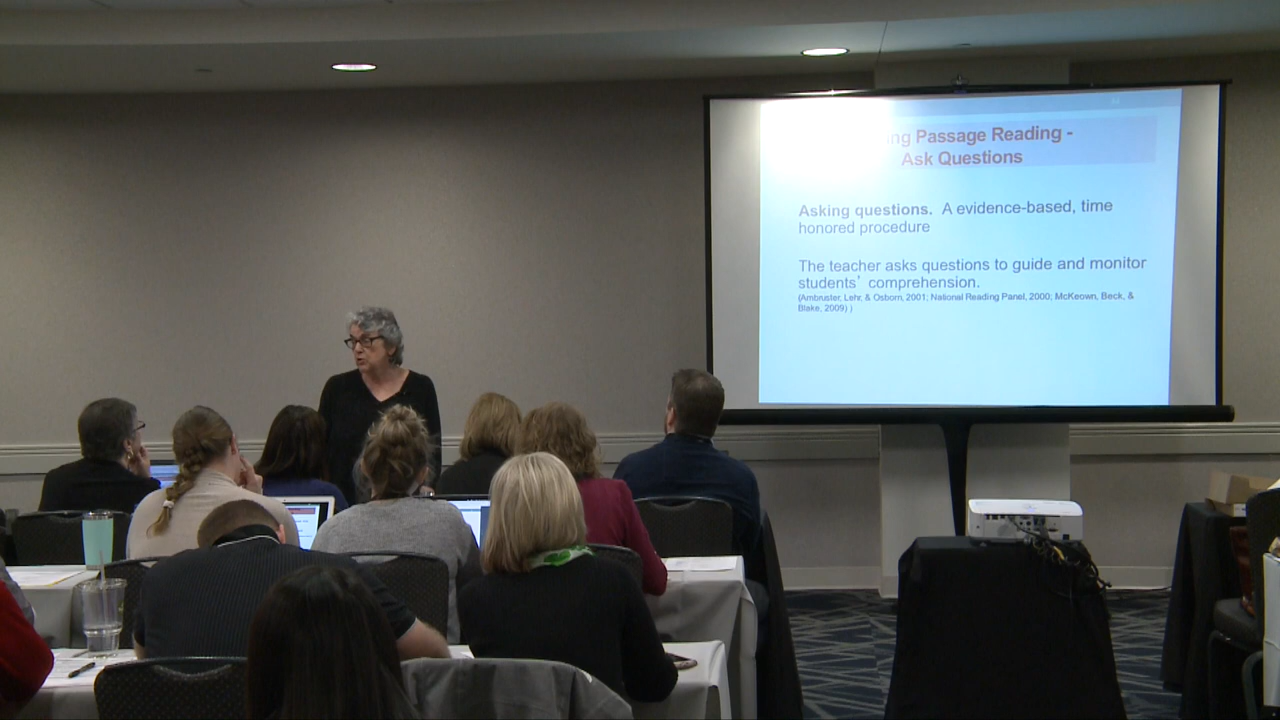 ng Passage Reading -
Ask Questions
Asking questions. A evidence-based, time
honored procedure
The teacher asks questions to guide and monitor
students' comprehension.
(Ambruster, Lehr, & Osborn, 2001; National Reading Panel, 2000; McKeown, Beck, &
Blake, 2009) )